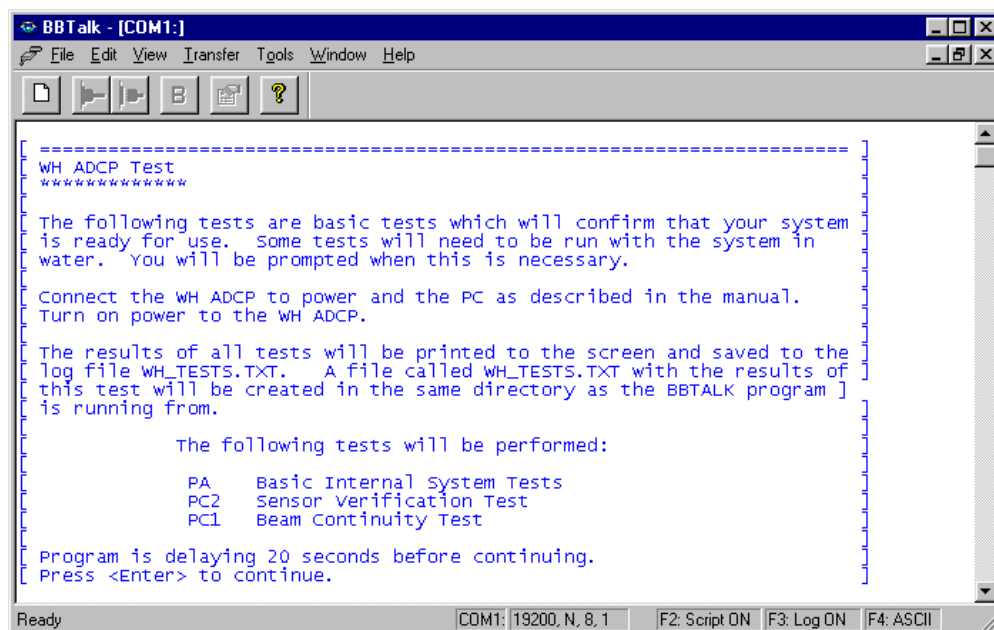 BBTalk - [COM1:]
File Edit View Transfer Tools Window Help
B
?
[ ======================================================================= ]
[ WH ADCP Test ]
[ ************* ]
[ ]
[ The following tests are basic tests which will confirm that your system ]
[ is ready for use.  Some tests will need to be run with the system in ]
[ water.  You will be prompted when this is necessary. ]
[ ]
[ Connect the WH ADCP to power and the PC as described in the manual. ]
[ Turn on power to the WH ADCP. ]
[ ]
[ The results of all tests will be printed to the screen and saved to the ]
[ log file WH_TESTS.TXT.   A file called WH_TESTS.TXT with the results of ]
[ this test will be created in the same directory as the BBTALK program ]
[ is running from. ]
[ ]
[ The following tests will be performed: ]
[ ]
[ PA    Basic Internal System Tests ]
[ PC2   Sensor Verification Test ]
[ PC1   Beam Continuity Test ]
[ ]
[ Program is delaying 20 seconds before continuing. ]
[ Press <Enter> to continue. ]
Ready COM1: 19200, N, 8, 1 F2: Script ON F3: Log ON F4: ASCII